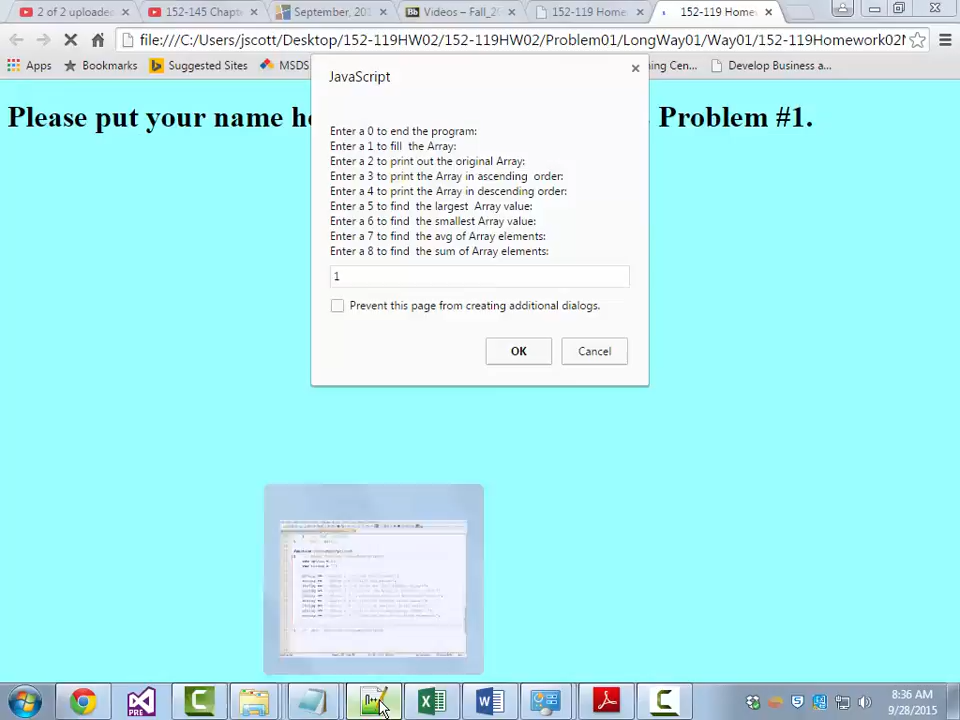 2 of 2 uploade
152-145 Chapt
September, 201
Videos – Fall_20
152-119 Home
152-119 Home
file:///C:/Users/jscott/Desktop/152-119HW02/152-119HW02/Problem01/LongWay01/Way01/152-119Homework02
Apps
Bookmarks
Suggested Sites
MSDS
ing Cen...
Develop Business a...
JavaScript
Please put your name he
Problem #1.
Enter a 0 to end the program:
Enter a 1 to fill  the Array:
Enter a 2 to print out the original Array:
Enter a 3 to print the Array in ascending  order:
Enter a 4 to print the Array in descending order:
Enter a 5 to find  the largest  Array value:
Enter a 6 to find  the smallest Array value:
Enter a 7 to find  the avg of Array elements:
Enter a 8 to find  the sum of Array elements:
1
Prevent this page from creating additional dialogs.
OK
Cancel
PRE
8:36 AM
9/28/2015